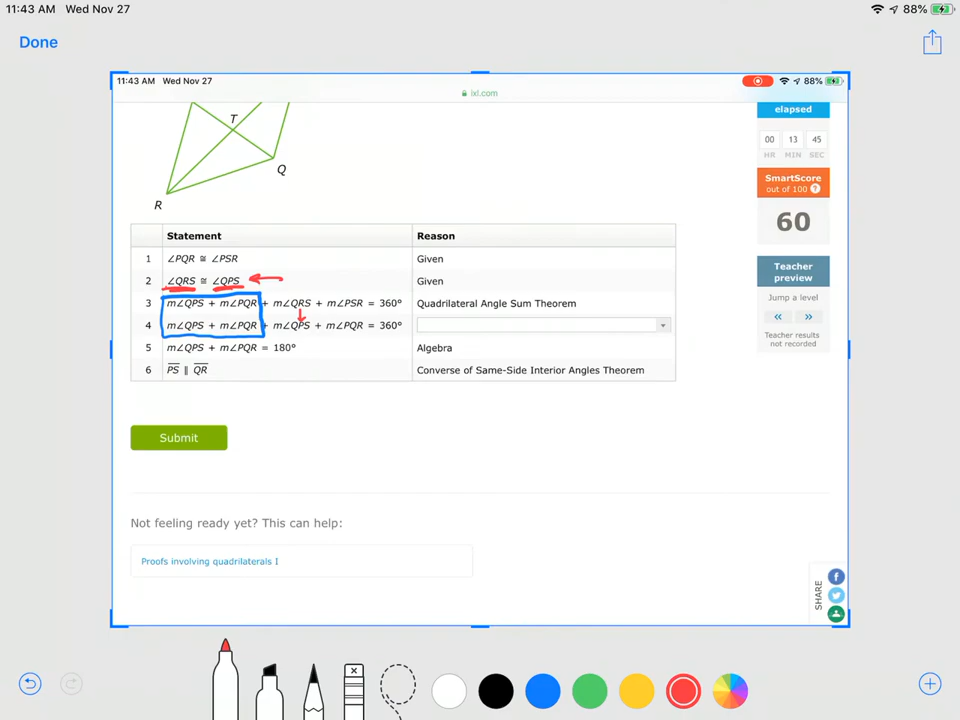 11:43 AM Wed Nov 27
88%
Done
11:43 AM Wed Nov 27
88%
ixl.com
T
Q
R
elapsed
00 13 45
HR MIN SEC
SmartScore
out of 100 ?
60
Teacher
preview
Jump a level
« »
Teacher results
not recorded
Statement Reason
1 ∠PQR ≅ ∠PSR Given
2 ∠QRS ≅ ∠QPS Given
3 m∠QPS + m∠PQR + m∠QRS + m∠PSR = 360° Quadrilateral Angle Sum Theorem
4 m∠QPS + m∠PQR + m∠QPS + m∠PQR = 360°
5 m∠QPS + m∠PQR = 180° Algebra
6 PS ∥ QR Converse of Same-Side Interior Angles Theorem
Submit
Not feeling ready yet? This can help:
Proofs involving quadrilaterals I
SHARE